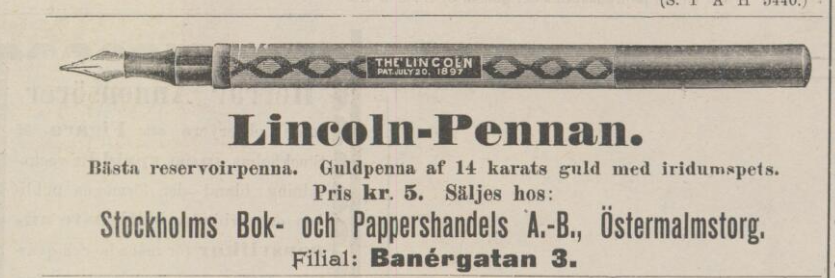 THE LINCOLN
PAT. JULY 20, 1897
Lincoln-Pennan.
Bästa reservoirpenna. Guldpenna af 14 karats guld med iridumspets.
Pris kr. 5. Säljes hos:
Stockholms Bok- och Pappershandels A.-B., Östermalmstorg.
Filial: Banérgatan 3.